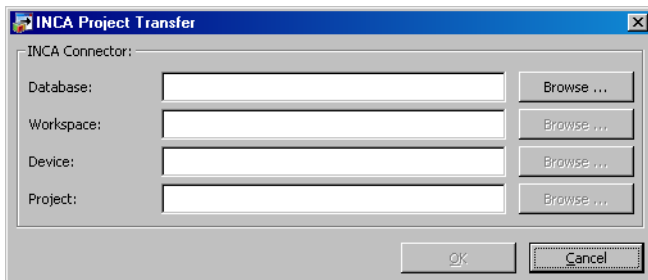 INCA Project Transfer
INCA Connector:
Database: Browse ...
Workspace: Browse ...
Device: Browse ...
Project: Browse ...
OK Cancel